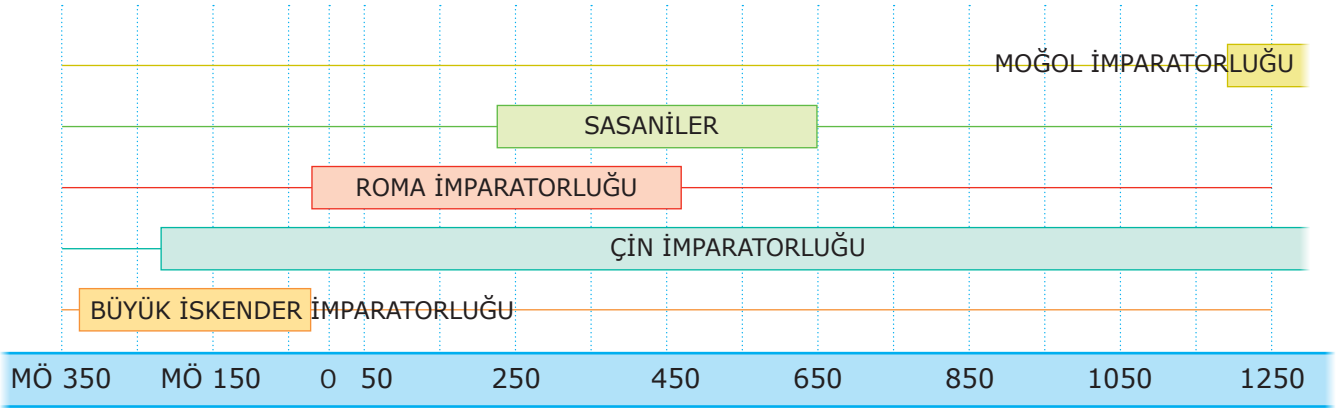 MOĞOL İMPARATORLUĞU
SASANİLER
ROMA İMPARATORLUĞU
ÇİN İMPARATORLUĞU
BÜYÜK İSKENDER İMPARATORLUĞU
MÖ 350 MÖ 150 0 50 250 450 650 850 1050 1250